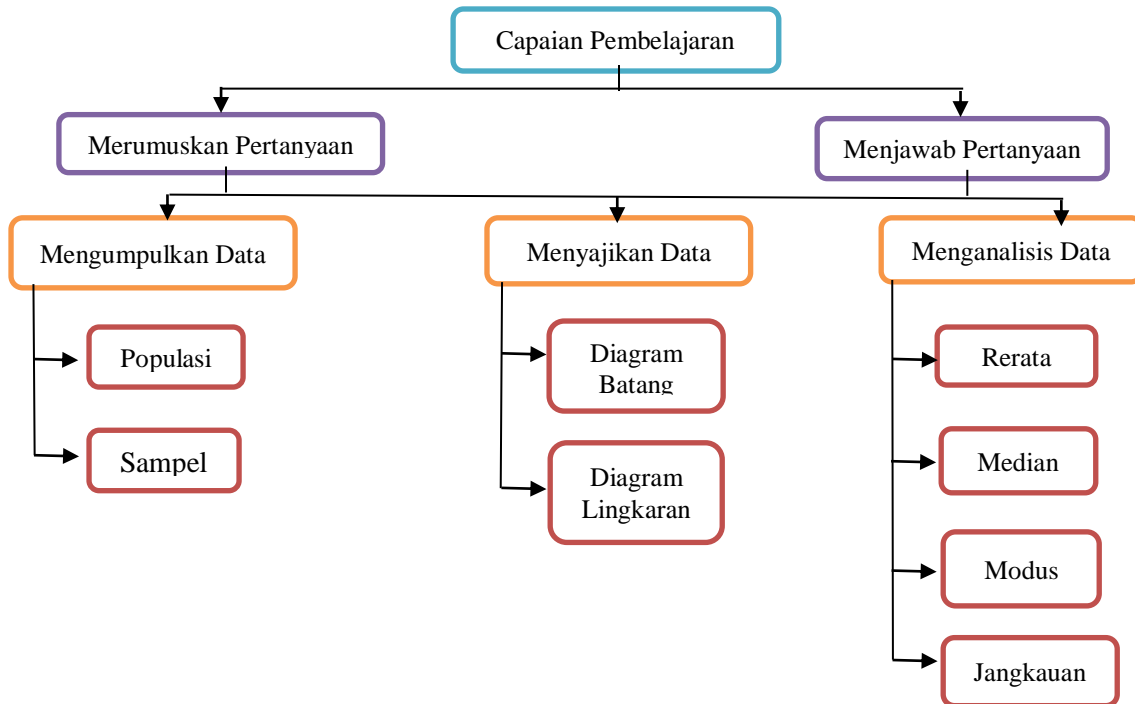 Capaian Pembelajaran
Merumuskan Pertanyaan
Menjawab Pertanyaan
Mengumpulkan Data
Menyajikan Data
Menganalisis Data
Populasi
Sampel
Diagram
Batang
Diagram
Lingkaran
Rerata
Median
Modus
Jangkauan